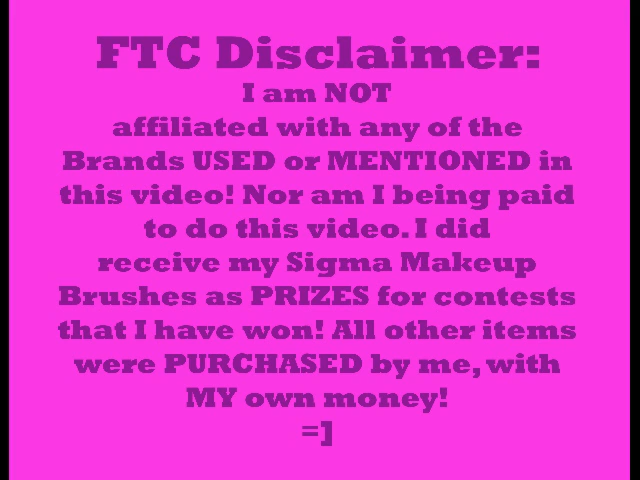 FTC Disclaimer:
I am NOT
affiliated with any of the
Brands USED or MENTIONED in
this video! Nor am I being paid
to do this video. I did
receive my Sigma Makeup
Brushes as PRIZES for contests
that I have won! All other items
were PURCHASED by me, with
MY own money!
=]